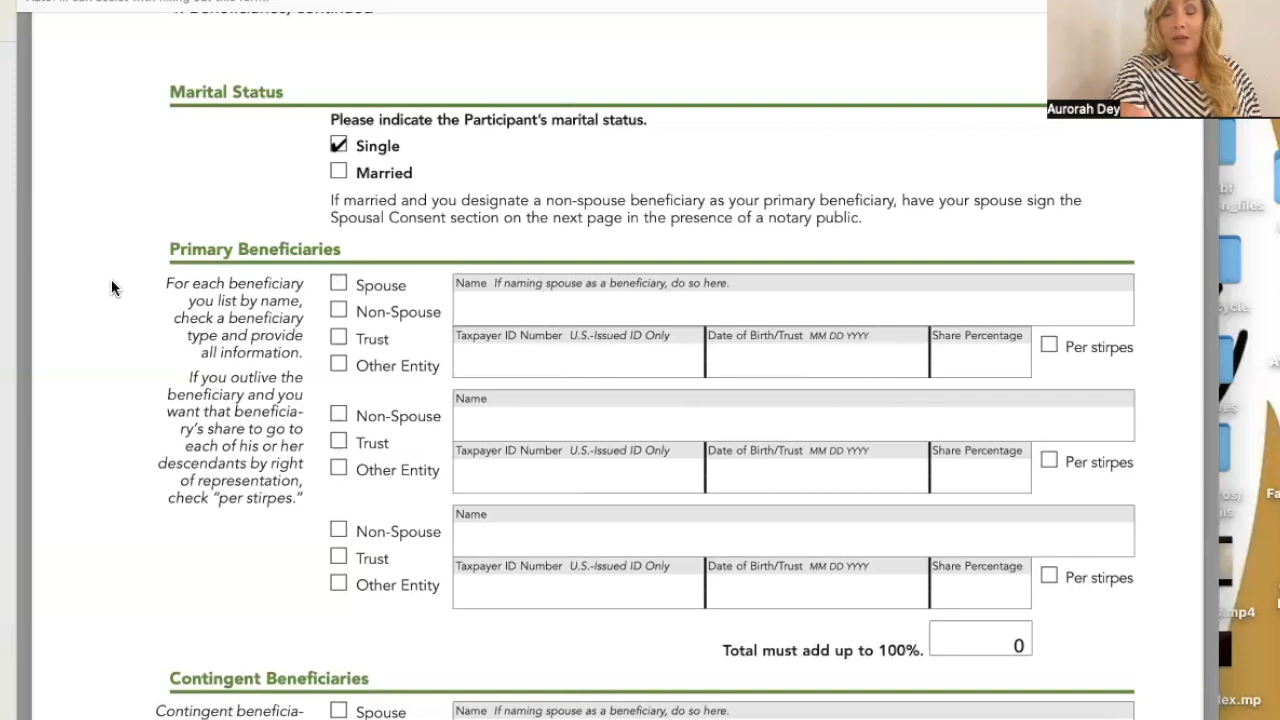 Marital Status
Aurorah Dey
Please indicate the Participant's marital status.
Single
Married
If married and you designate a non-spouse beneficiary as your primary beneficiary, have your spouse sign the
Spousal Consent section on the next page in the presence of a notary public.
Primary Beneficiaries
For each beneficiary
you list by name,
check a beneficiary
type and provide
all information.
If you outlive the
beneficiary and you
want that beneficia-
ry's share to go to
each of his or her
descendants by right
of representation,
check "per stirpes."
Spouse
Non-Spouse
Trust
Other Entity
Name If naming spouse as a beneficiary, do so here.
Taxpayer ID Number U.S.-Issued ID Only Date of Birth/Trust MM DD YYYY Share Percentage
Per stirpes
Non-Spouse
Trust
Other Entity
Name
Taxpayer ID Number U.S.-Issued ID Only Date of Birth/Trust MM DD YYYY Share Percentage
Per stirpes
Non-Spouse
Trust
Other Entity
Name
Taxpayer ID Number U.S.-Issued ID Only Date of Birth/Trust MM DD YYYY Share Percentage
Per stirpes
Total must add up to 100%. 0
Contingent Beneficiaries
Contingent beneficia-
Spouse
Name If naming spouse as a beneficiary, do so here.